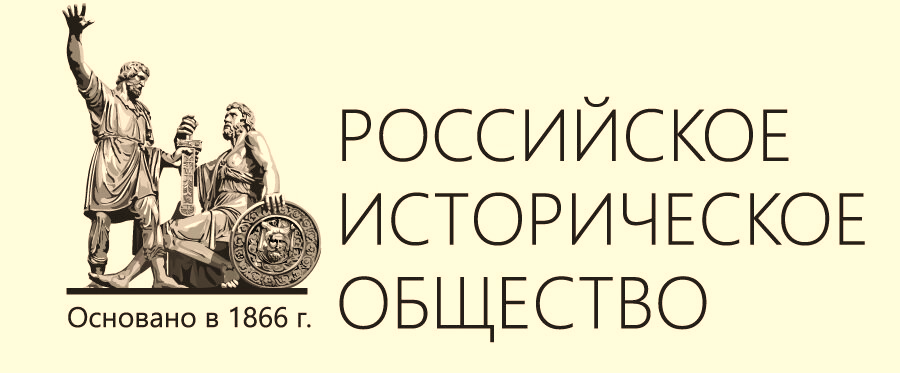 РОССИЙСКОЕ
ИСТОРИЧЕСКОЕ
ОБЩЕСТВО
Основано в 1866 г.